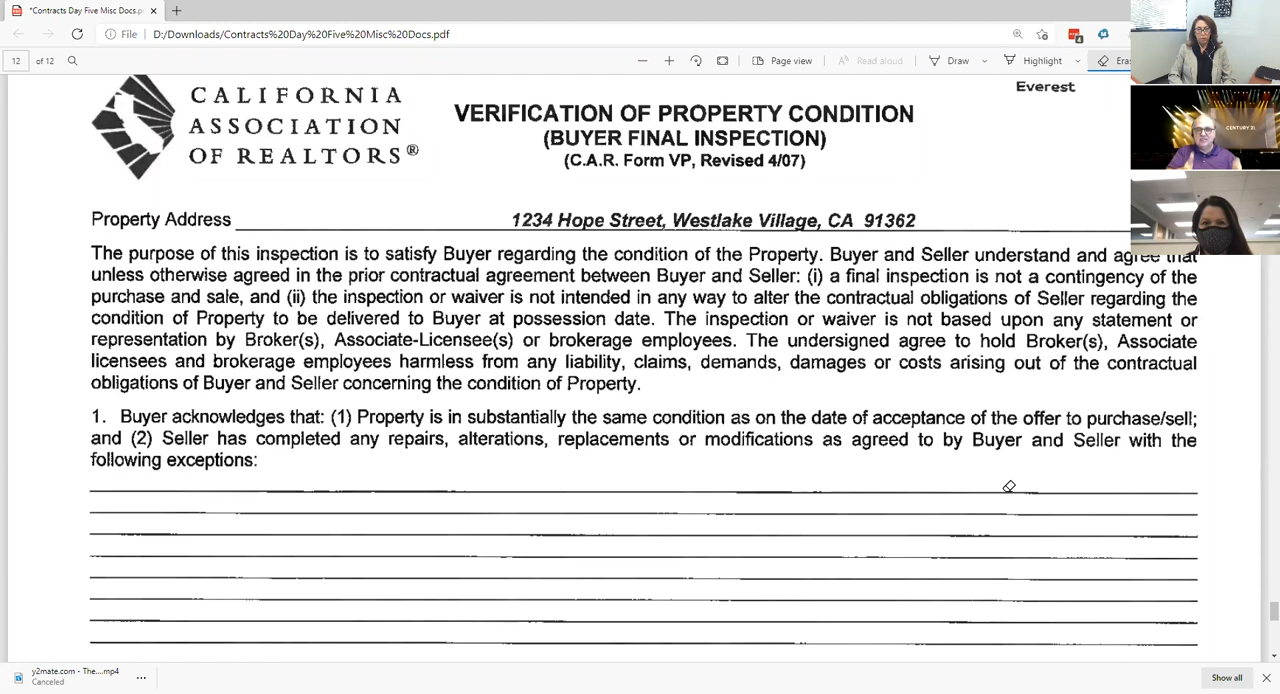 *Contracts Day Five Misc Docs.p
File
D:/Downloads/Contracts%20Day%20Five%20Misc%20Docs.pdf
12
of 12
Page view
Read aloud
Draw
Highlight
CENTURY 21
Everest
CALIFORNIA
ASSOCIATION
OF REALTORS®
VERIFICATION OF PROPERTY CONDITION
(BUYER FINAL INSPECTION)
(C.A.R. Form VP, Revised 4/07)
Property Address 1234 Hope Street, Westlake Village, CA 91362
The purpose of this inspection is to satisfy Buyer regarding the condition of the Property. Buyer and Seller understand and agree that
unless otherwise agreed in the prior contractual agreement between Buyer and Seller: (i) a final inspection is not a contingency of the
purchase and sale, and (ii) the inspection or waiver is not intended in any way to alter the contractual obligations of Seller regarding the
condition of Property to be delivered to Buyer at possession date. The inspection or waiver is not based upon any statement or
representation by Broker(s), Associate-Licensee(s) or brokerage employees. The undersigned agree to hold Broker(s), Associate
licensees and brokerage employees harmless from any liability, claims, demands, damages or costs arising out of the contractual
obligations of Buyer and Seller concerning the condition of Property.
1. Buyer acknowledges that: (1) Property is in substantially the same condition as on the date of acceptance of the offer to purchase/sell;
and (2) Seller has completed any repairs, alterations, replacements or modifications as agreed to by Buyer and Seller with the
following exceptions:
y2mate.com - The....mp4
Canceled
Show all